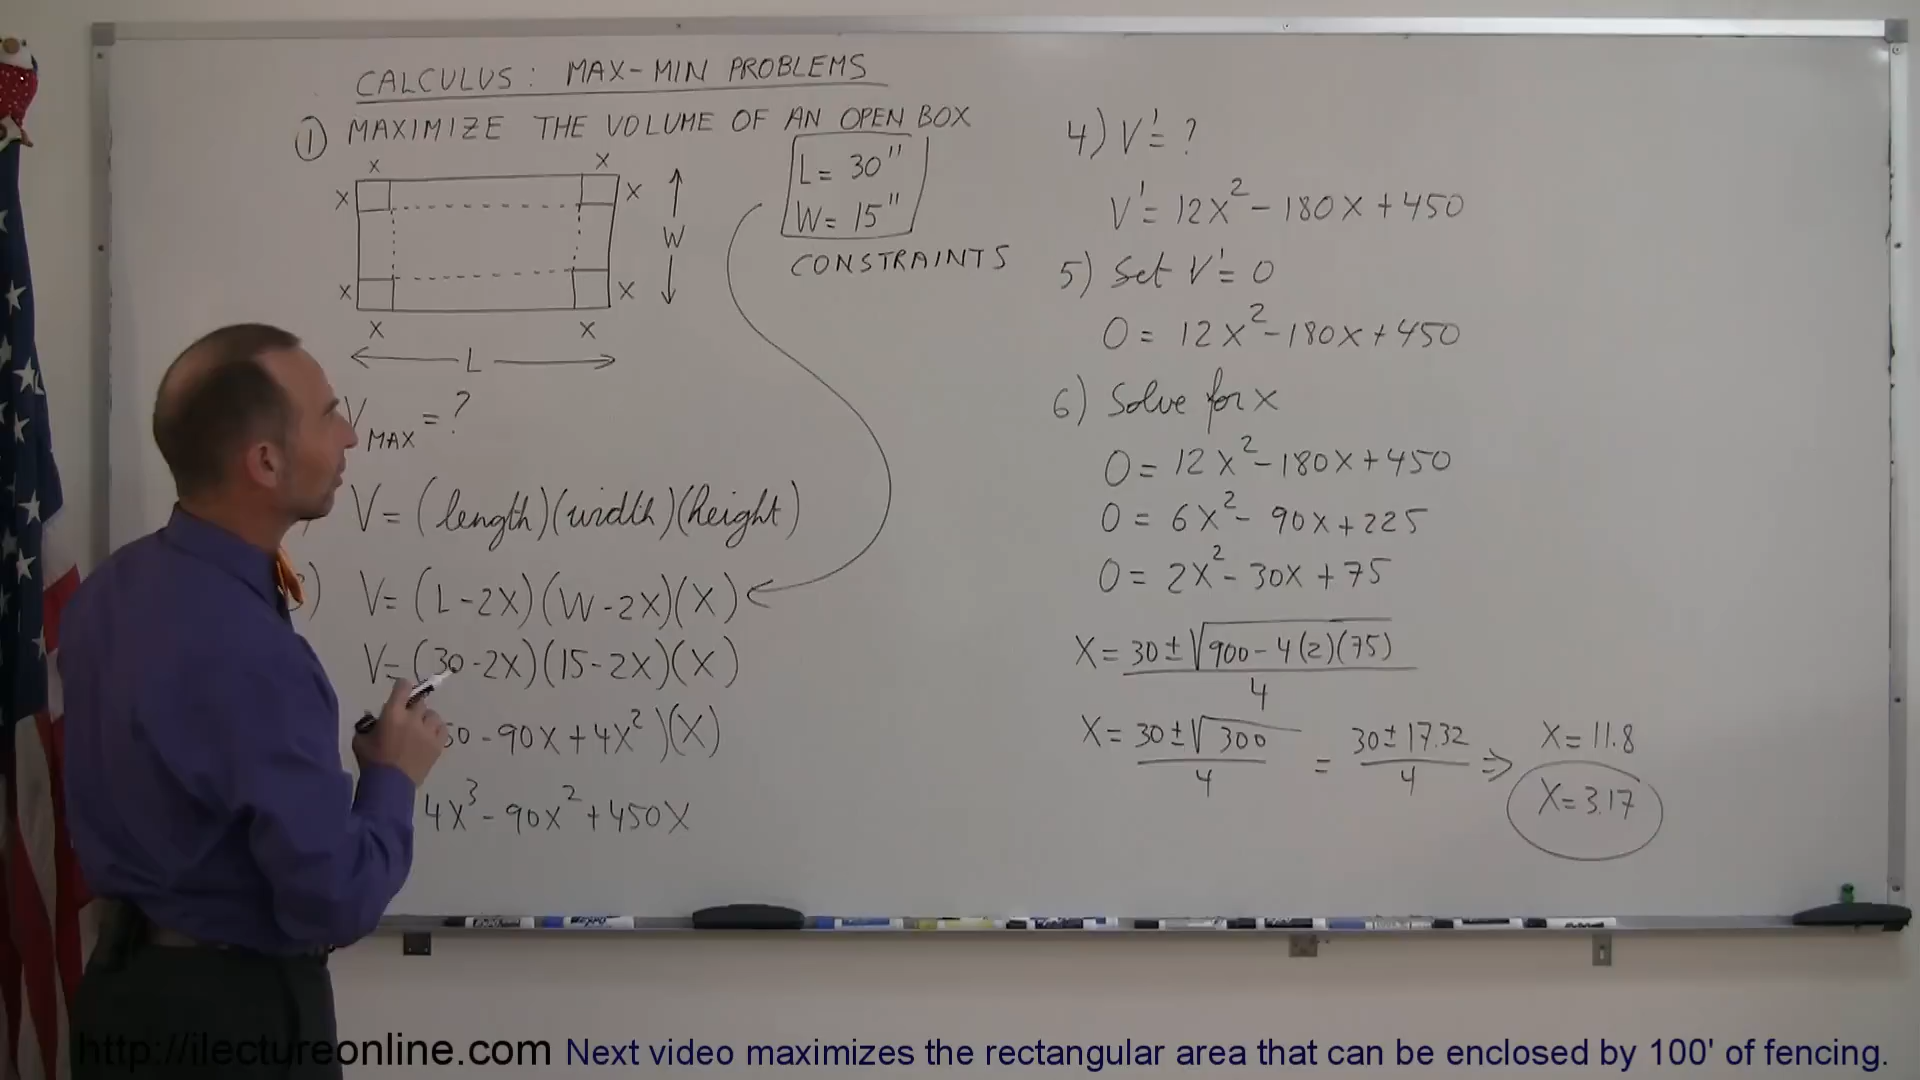 CALCULUS: MAX-MIN PROBLEMS
① MAXIMIZE THE VOLUME OF AN OPEN BOX
X X
X X
X X
X X
W
L
L = 30"
W = 15"
CONSTRAINTS
V MAX = ?
V = (length)(width)(height)
) V = (L-2X)(W-2X)(X)
V = (30-2X)(15-2X)(X)
50 - 90X + 4X²)(X)
4X³ - 90X² + 450X
4) V' = ?
V' = 12X² - 180X + 450
5) Set V' = 0
0 = 12X² - 180X + 450
6) Solve for X
0 = 12X² - 180X + 450
0 = 6X² - 90X + 225
0 = 2X² - 30X + 75
X = 30 ± √900 - 4(2)(75) / 4
X = 30 ± √300 / 4 = 30 ± 17.32 / 4 ⇒ X = 11.8
X = 3.17
http://ilectureonline.com Next video maximizes the rectangular area that can be enclosed by 100' of fencing.